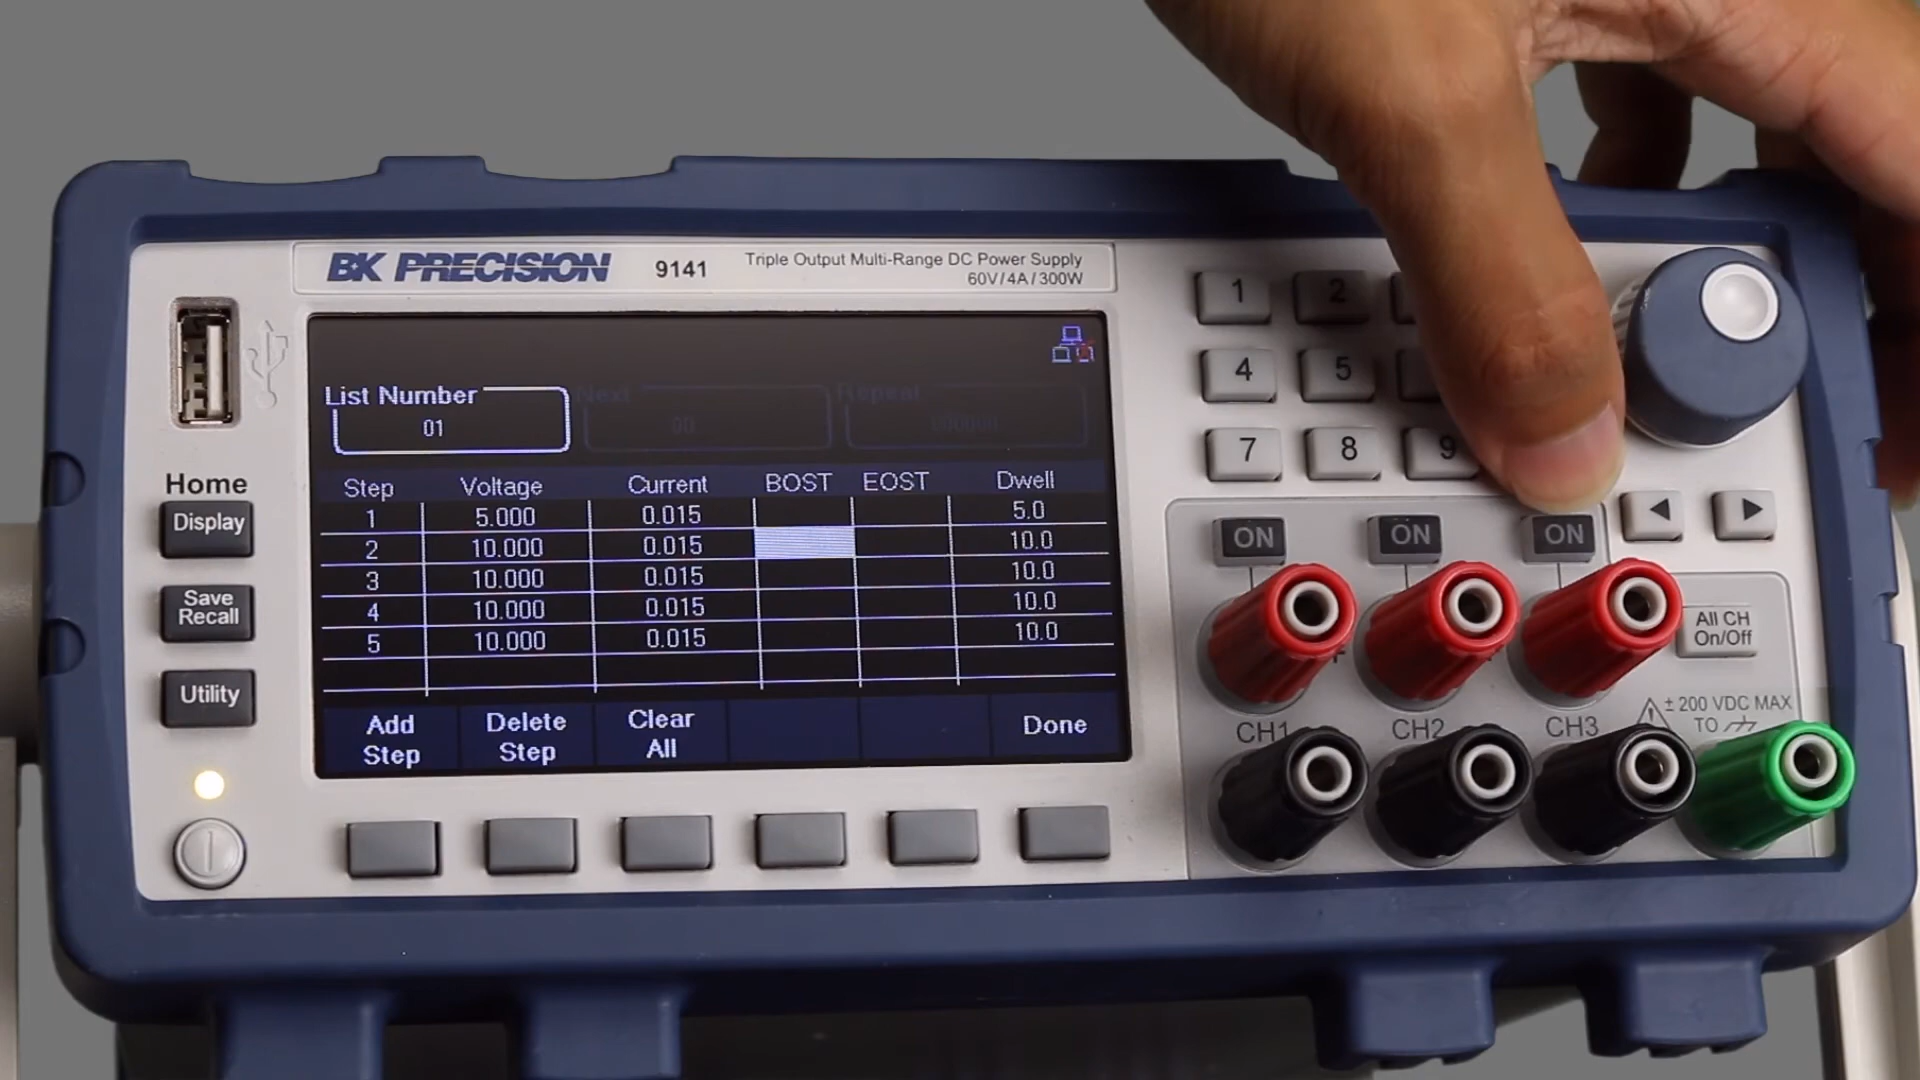 BK PRECISION 9141 Triple Output Multi-Range DC Power Supply
60V/4A/300W
List Number
01
Next
00
Repeat
Step Voltage Current BOST EOST Dwell
1 5.000 0.015 5.0
2 10.000 0.015 10.0
3 10.000 0.015 10.0
4 10.000 0.015 10.0
5 10.000 0.015 10.0
Add Step
Delete Step
Clear All
Done
Home
Display
Save
Recall
Utility
1 2
4 5
7 8 9
ON ON ON
All CH
On/Off
± 200 VDC MAX
TO
CH1 CH2 CH3